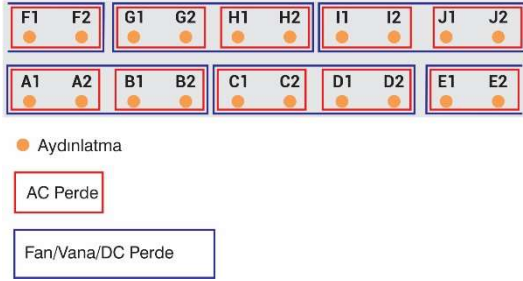 F1 F2 G1 G2 H1 H2 I1 I2 J1 J2
A1 A2 B1 B2 C1 C2 D1 D2 E1 E2
Aydınlatma
AC Perde
Fan/Vana/DC Perde